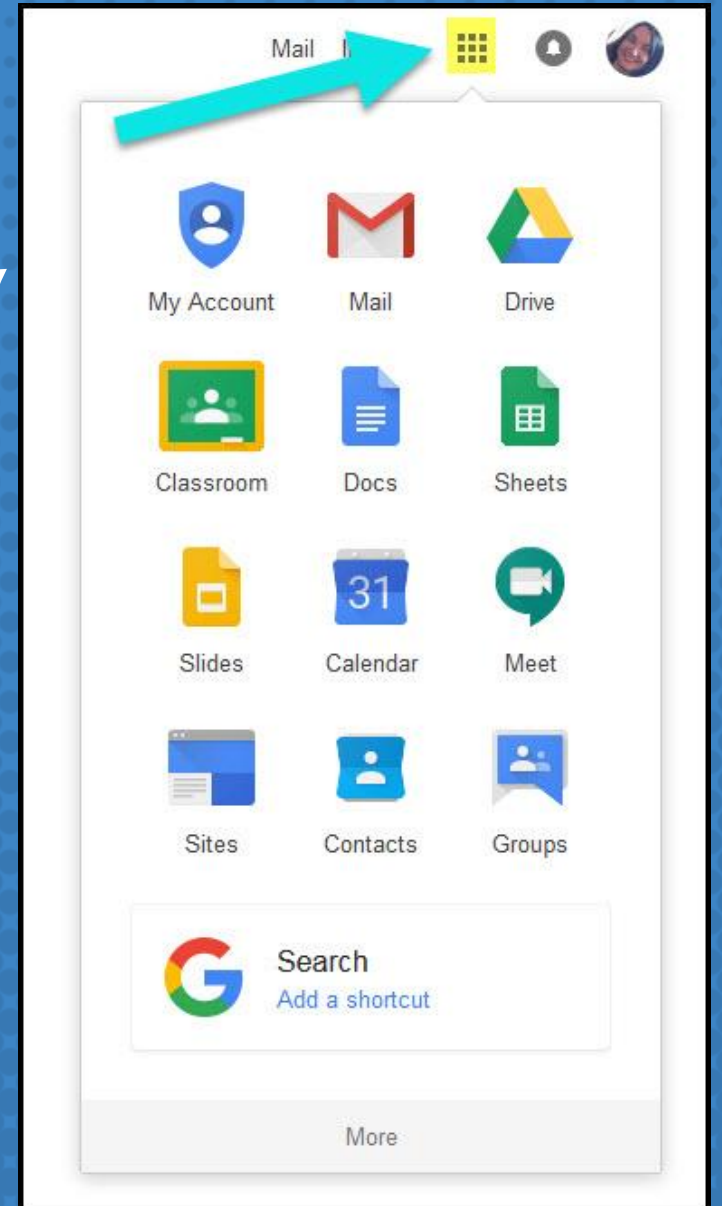 Mail
My Account Mail Drive
Classroom Docs Sheets
31
Slides Calendar Meet
Sites Contacts Groups
Search
Add a shortcut
More